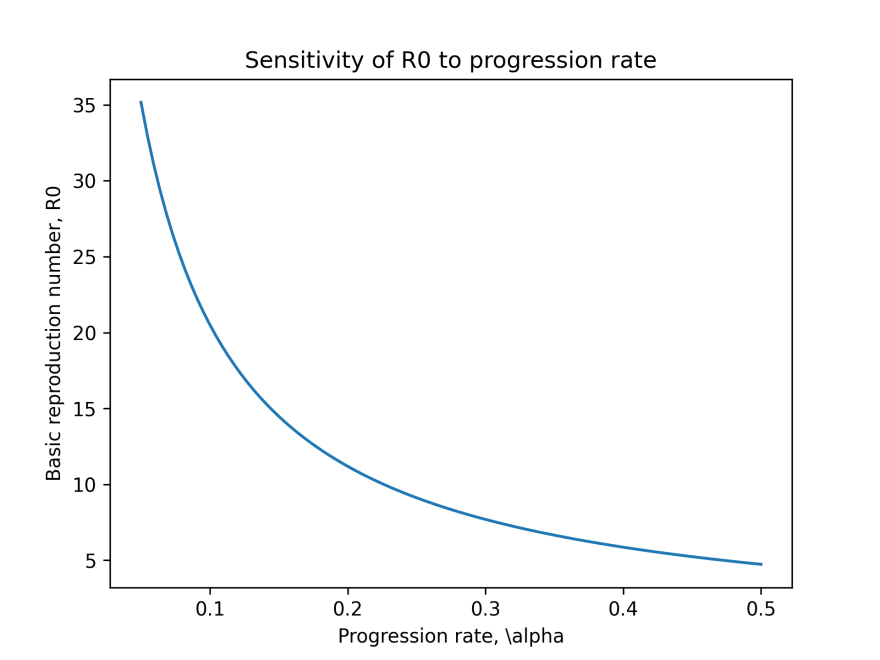 Sensitivity of R0 to progression rate
Basic reproduction number, R0
35
30
25
20
15
10
5
0.1 0.2 0.3 0.4 0.5
Progression rate, \alpha